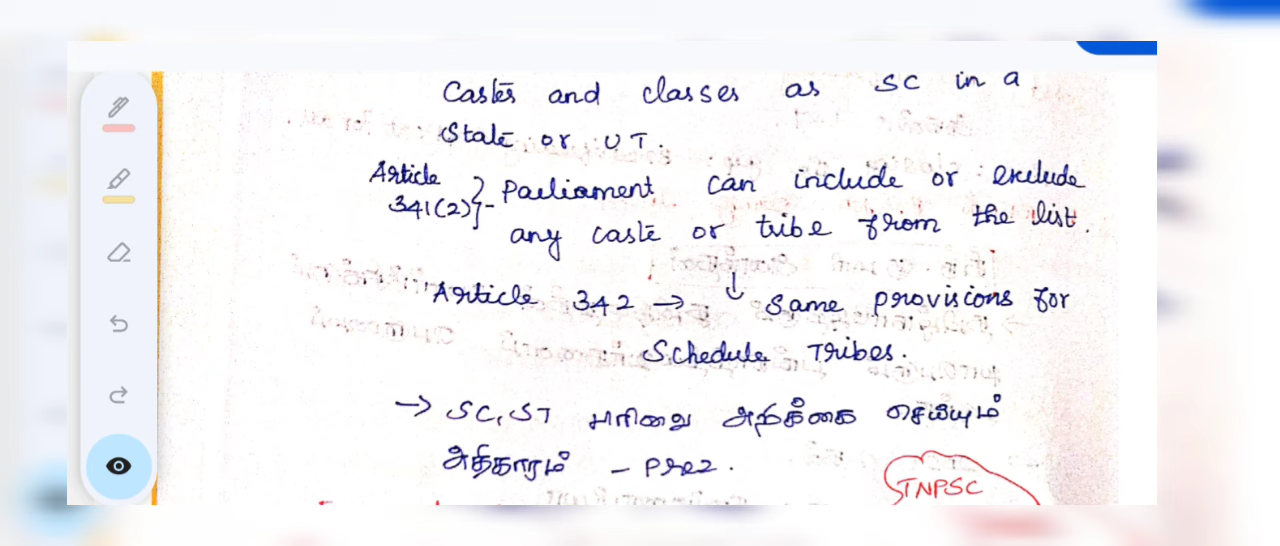 Castes and classes as SC in a
State or UT.
Article
341(2)} - Parliament can include or exclude
any caste or tribe from the list.
Article 342 → ↓ Same provisions for
Schedule Tribes.
→ SC, ST பிரிவை அறிக்கை செய்யும்
அதிகாரம் - Prez.
TNPSC